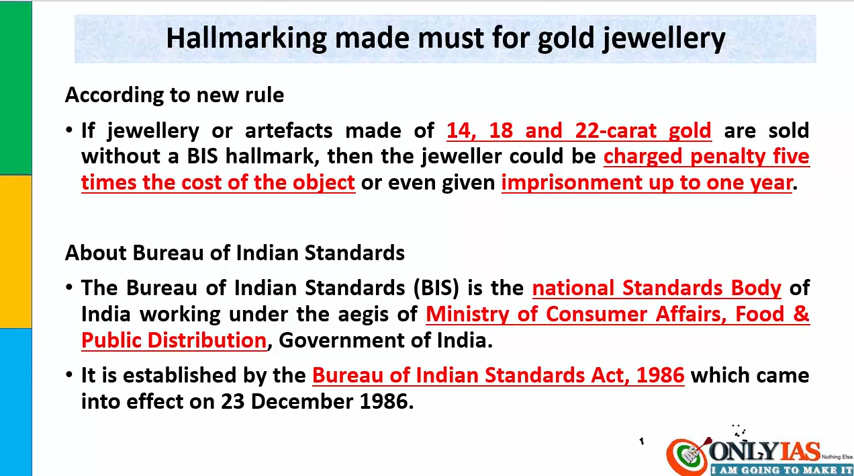 Hallmarking made must for gold jewellery
According to new rule
• If jewellery or artefacts made of 14, 18 and 22-carat gold are sold
without a BIS hallmark, then the jeweller could be charged penalty five
times the cost of the object or even given imprisonment up to one year.
About Bureau of Indian Standards
• The Bureau of Indian Standards (BIS) is the national Standards Body of
India working under the aegis of Ministry of Consumer Affairs, Food &
Public Distribution, Government of India.
• It is established by the Bureau of Indian Standards Act, 1986 which came
into effect on 23 December 1986.
ONLYIAS
Nothing Else..
I AM GOING TO MAKE IT